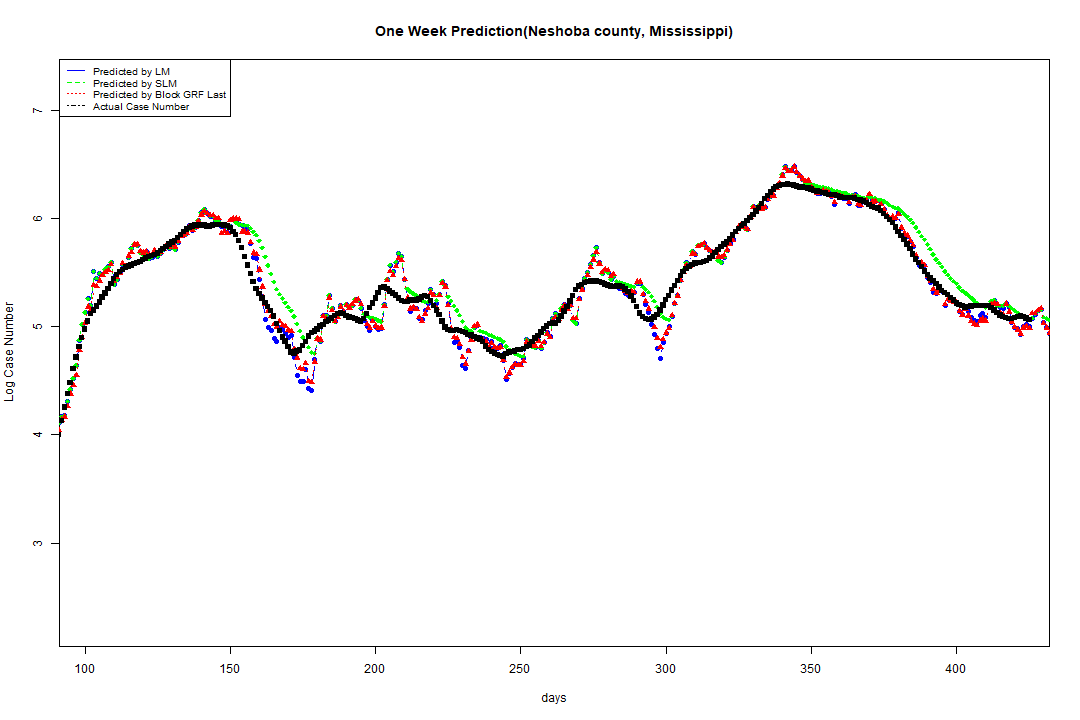 One Week Prediction(Neshoba county, Mississippi)
Predicted by LM
Predicted by SLM
Predicted by Block GRF Last
Actual Case Number
Log Case Number
7
6
5
4
3
100 150 200 250 300 350 400
days